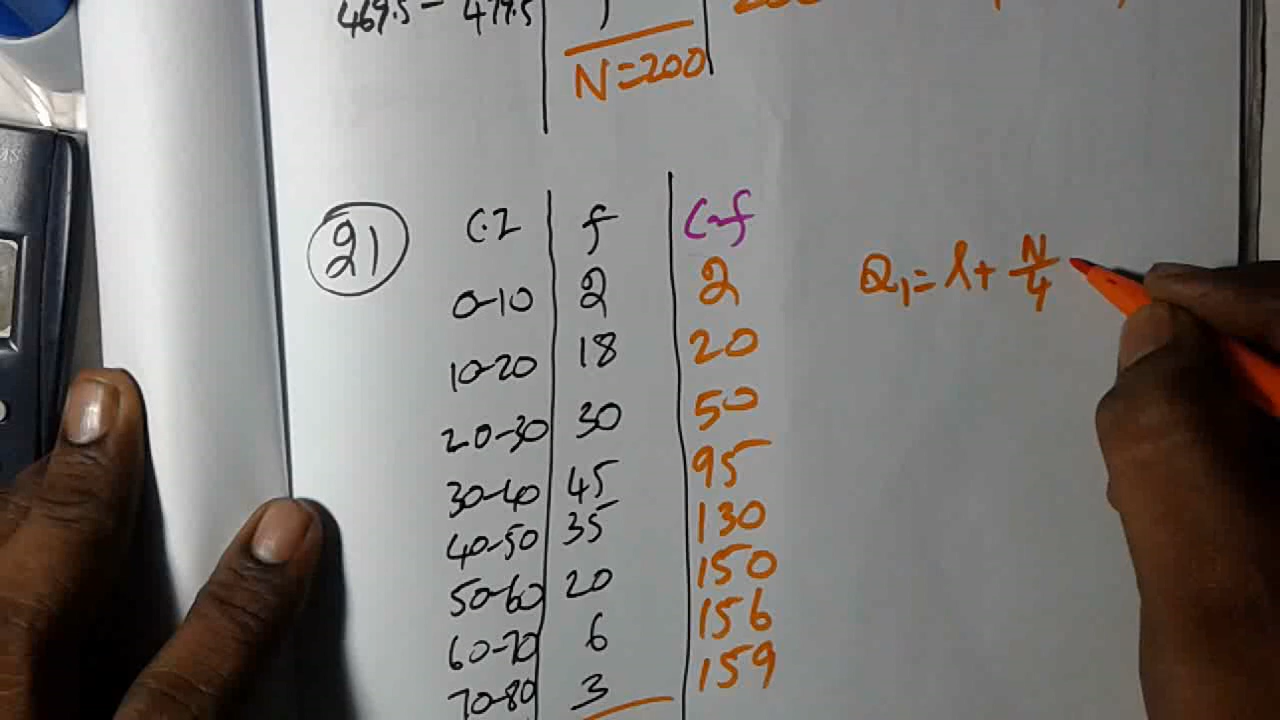 469.5 - 479.5
N=200
21 C.I f C.f
0-10 2 2
10-20 18 20
20-30 30 50
30-40 45 95
40-50 35 130
50-60 20 150
60-70 6 156
70-80 3 159
Q₁ = l + N/4